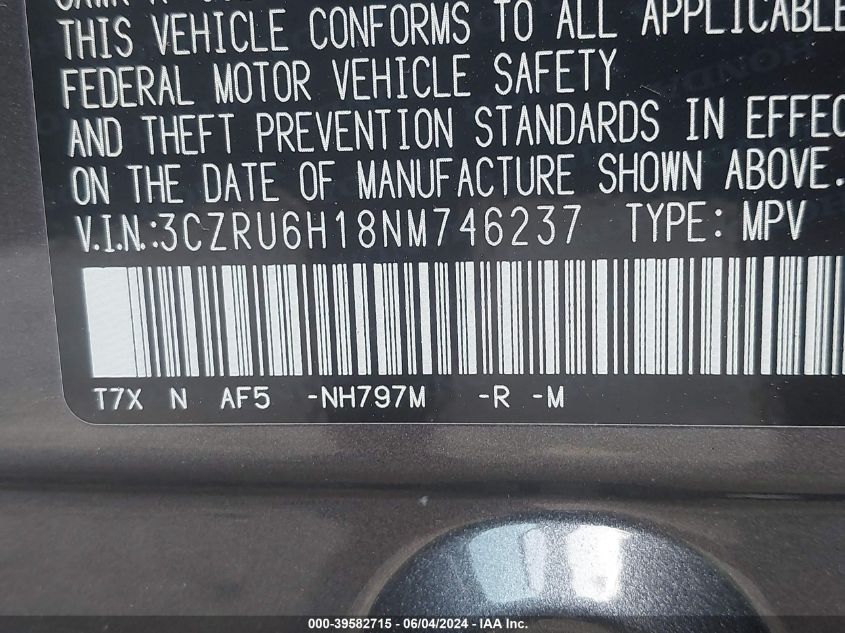 THIS VEHICLE CONFORMS TO ALL APPLICABLE
FEDERAL MOTOR VEHICLE SAFETY
AND THEFT PREVENTION STANDARDS IN EFFEC
ON THE DATE OF MANUFACTURE SHOWN ABOVE.
V.I.N.:3CZRU6H18NM746237 TYPE: MPV
T7X N AF5 -NH797M -R -M
000-39582715 - 06/04/2024 - IAA Inc.